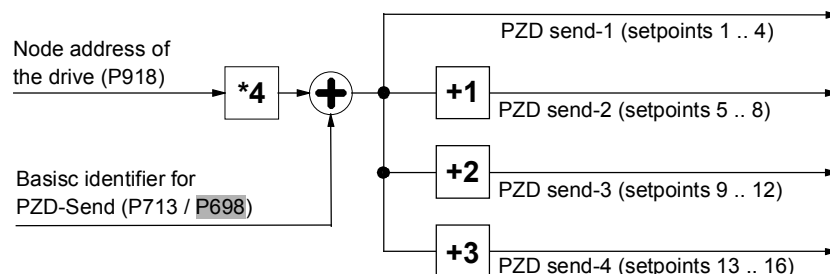 Node address of
the drive (P918)
*4
+
PZD send-1 (setpoints 1 .. 4)
+1
PZD send-2 (setpoints 5 .. 8)
Basisc identifier for
PZD-Send (P713 / P698)
+2
PZD send-3 (setpoints 9 .. 12)
+3
PZD send-4 (setpoints 13 .. 16)